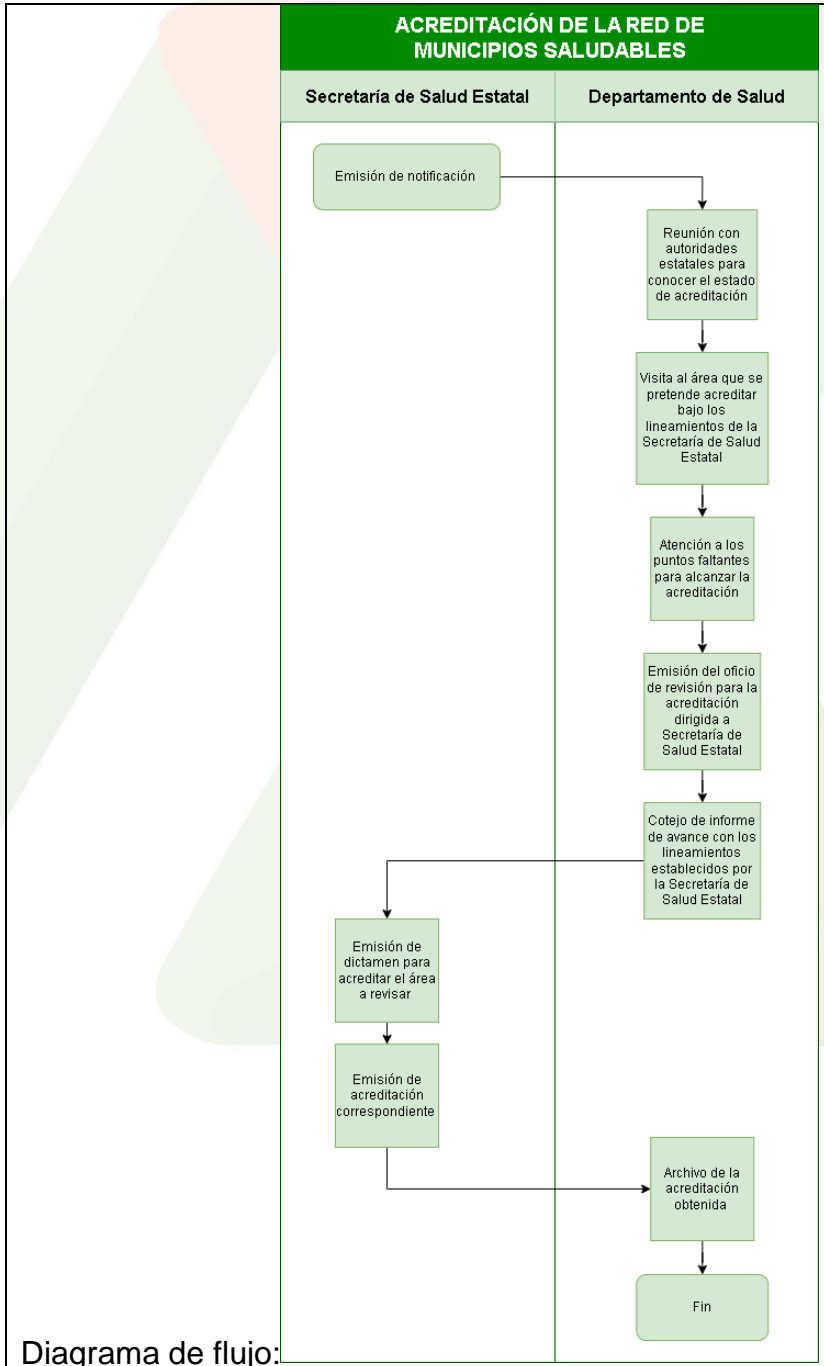 ACREDITACIÓN DE LA RED DE
MUNICIPIOS SALUDABLES
Secretaría de Salud Estatal
Departamento de Salud
Emisión de notificación
Reunión con
autoridades
estatales para
conocer el estado
de acreditación
Visita al área que se
pretende acreditar
bajo los
lineamientos de la
Secretaría de Salud
Estatal
Atención a los
puntos faltantes
para alcanzar la
acreditación
Emisión del oficio
de revisión para la
acreditación
dirigida a
Secretaría de
Salud Estatal
Cotejo de informe
de avance con los
lineamientos
establecidos por
la Secretaría de
Salud Estatal
Emisión de
dictamen para
acreditar el área
a revisar
Emisión de
acreditación
correspondiente
Archivo de la
acreditación
obtenida
Fin
Diagrama de flujo: